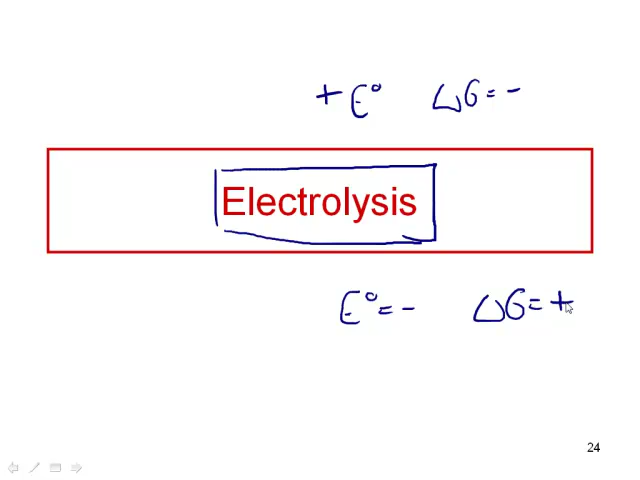 + E° ΔG = -
Electrolysis
E° = - ΔG = +
24